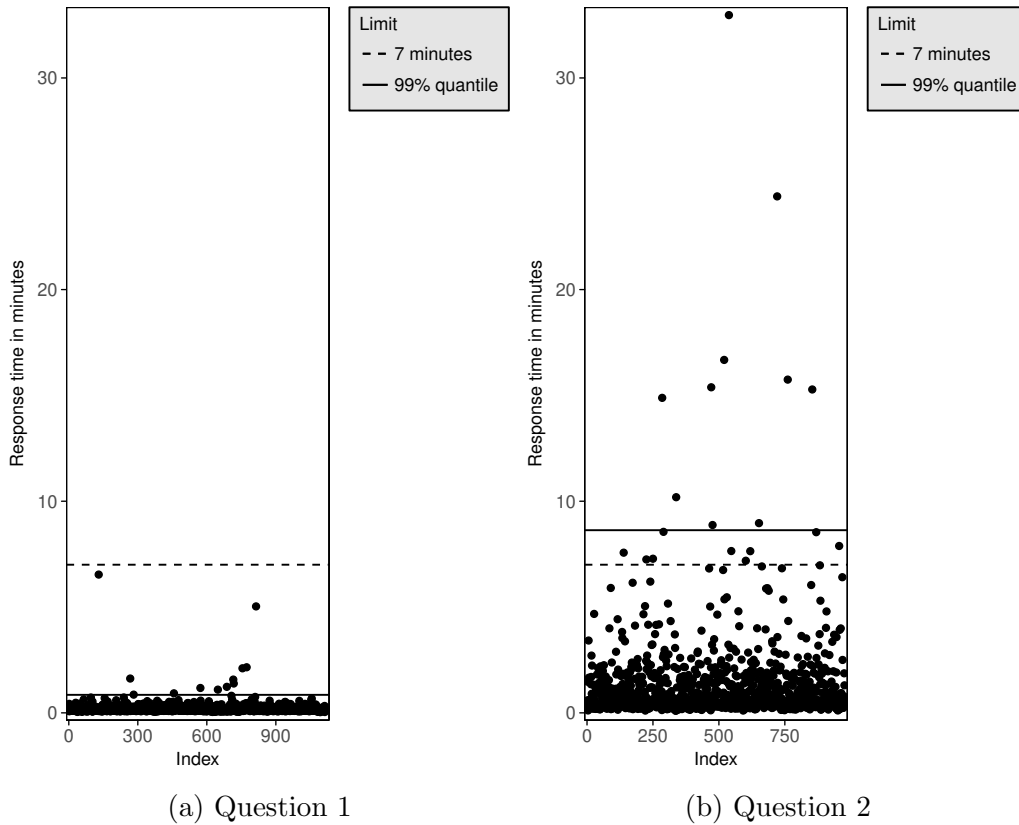 Limit
7 minutes
99% quantile
30
20
10
0
Response time in minutes
0 300 600 900
Index
(a) Question 1
Limit
7 minutes
99% quantile
30
20
10
0
Response time in minutes
0 250 500 750
Index
(b) Question 2